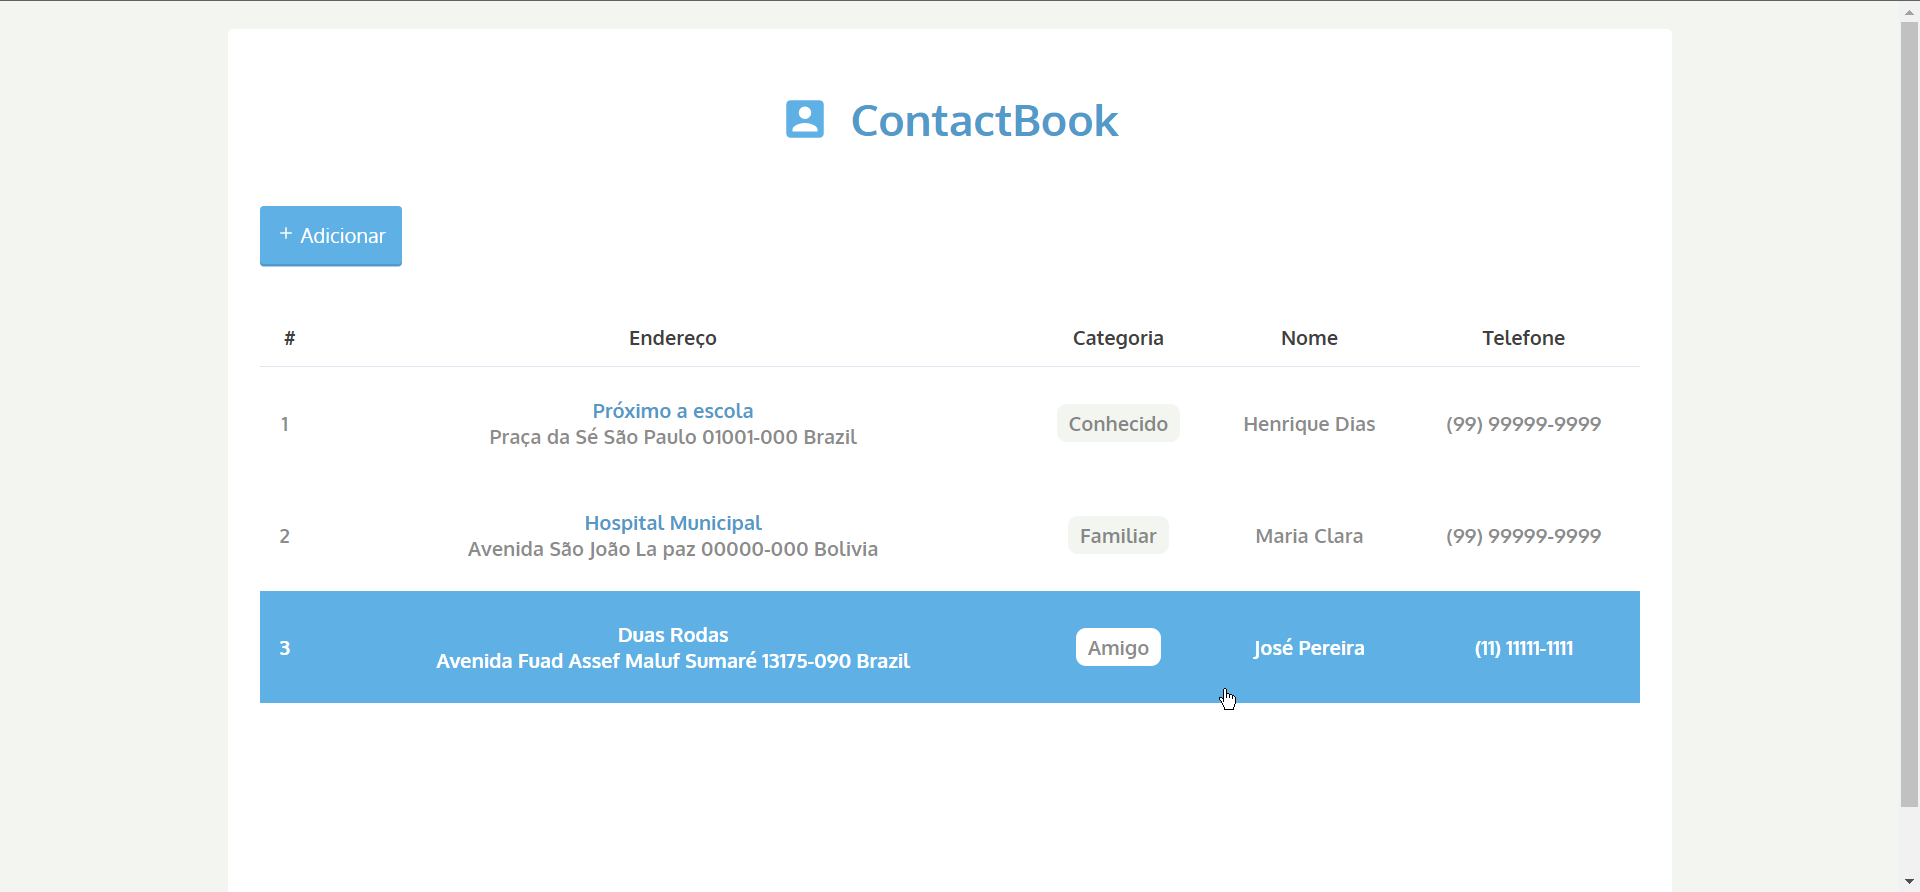 ContactBook
+ Adicionar
# Endereço Categoria Nome Telefone
Próximo a escola
1 Praça da Sé São Paulo 01001-000 Brazil Conhecido Henrique Dias (99) 99999-9999
Hospital Municipal
2 Avenida São João La paz 00000-000 Bolivia Familiar Maria Clara (99) 99999-9999
Duas Rodas
3 Avenida Fuad Assef Maluf Sumaré 13175-090 Brazil Amigo José Pereira (11) 11111-1111